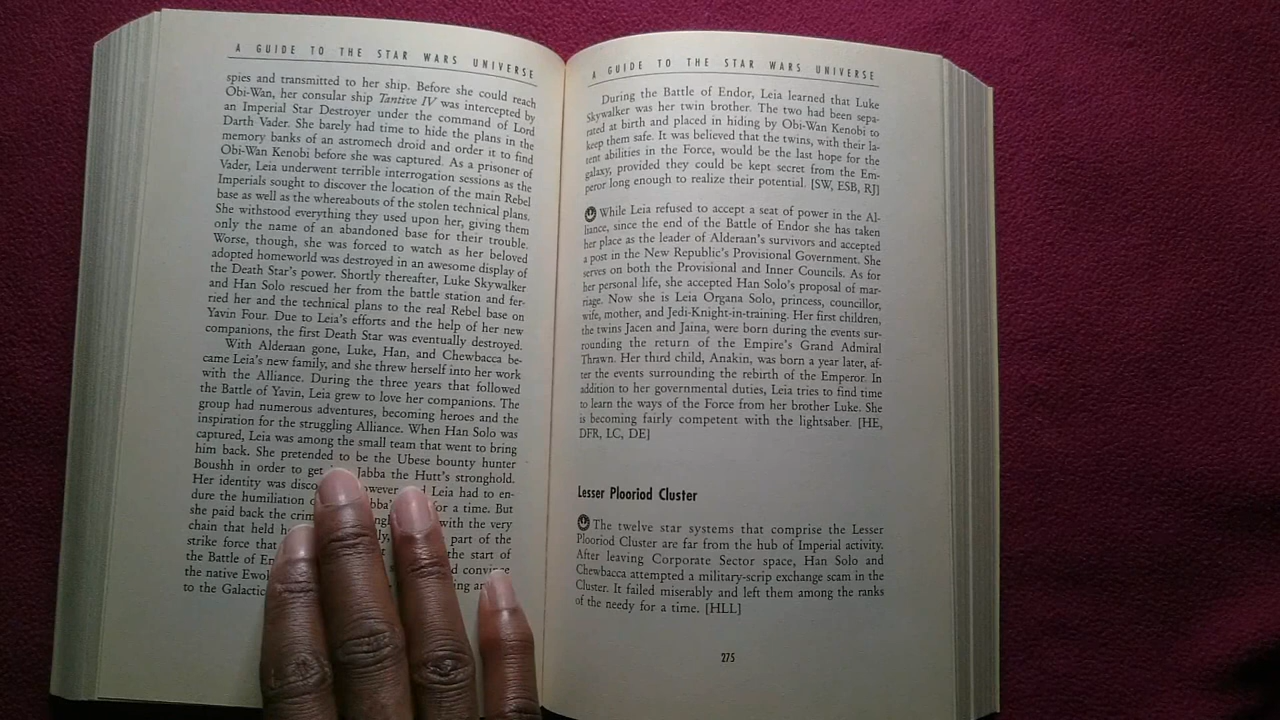 A GUIDE TO THE STAR WARS UNIVERSE
spies and transmitted to her ship. Before she could reach
Obi-Wan, her consular ship Tantive IV was intercepted by
an Imperial Star Destroyer under the command of Lord
Darth Vader. She barely had time to hide the plans in the
memory banks of an astromech droid and order it to find
Obi-Wan Kenobi before she was captured. As a prisoner of
Vader, Leia underwent terrible interrogation sessions as the
Imperials sought to discover the location of the main Rebel
base as well as the whereabouts of the stolen technical plans.
She withstood everything they used upon her, giving them
only the name of an abandoned base for their trouble.
Worse, though, she was forced to watch as her beloved
adopted homeworld was destroyed in an awesome display of
the Death Star's power. Shortly thereafter, Luke Skywalker
and Han Solo rescued her from the battle station and fer-
ried her and the technical plans to the real Rebel base on
Yavin Four. Due to Leia's efforts and the help of her new
companions, the first Death Star was eventually destroyed.
With Alderaan gone, Luke, Han, and Chewbacca be-
came Leia's new family, and she threw herself into her work
with the Alliance. During the three years that followed
the Battle of Yavin, Leia grew to love her companions. The
group had numerous adventures, becoming heroes and the
inspiration for the struggling Alliance. When Han Solo was
captured, Leia was among the small team that went to bring
him back. She pretended to be the Ubese bounty hunter
Boushh in order to get Jabba the Hutt's stronghold.
Her identity was Leia had to en-
dure the humiliation for a time. But
she paid back the with the very
chain that held part of the
strike force that the start of
the Battle of
the native
to the
A GUIDE TO THE STAR WARS UNIVERSE
During the Battle of Endor, Leia learned that Luke
Skywalker was her twin brother. The two had been sepa-
rated at birth and placed in hiding by Obi-Wan Kenobi to
keep them safe. It was believed that the twins, with their la-
tent abilities in the Force, would be the last hope for the
galaxy, provided they could be kept secret from the Em-
peror long enough to realize their potential. [SW, ESB, RJ]
While Leia refused to accept a seat of power in the Al-
liance, since the end of the Battle of Endor she has taken
her place as the leader of Alderaan's survivors and accepted
a post in the New Republic's Provisional Government. She
serves on both the Provisional and Inner Councils. As for
her personal life, she accepted Han Solo's proposal of mar-
riage. Now she is Leia Organa Solo, princess, councillor,
wife, mother, and Jedi-Knight-in-training. Her first children,
the twins Jacen and Jaina, were born during the events sur-
rounding the return of the Empire's Grand Admiral
Thrawn. Her third child, Anakin, was born a year later, af-
ter the events surrounding the rebirth of the Emperor. In
addition to her governmental duties, Leia tries to find time
to learn the ways of the Force from her brother Luke. She
is becoming fairly competent with the lightsaber. [HE,
DFR, LC, DE]
Lesser Plooriod Cluster
The twelve star systems that comprise the Lesser
Plooriod Cluster are far from the hub of Imperial activity.
After leaving Corporate Sector space, Han Solo and
Chewbacca attempted a military-scrip exchange scam in the
Cluster. It failed miserably and left them among the ranks
of the needy for a time. [HLL]
275